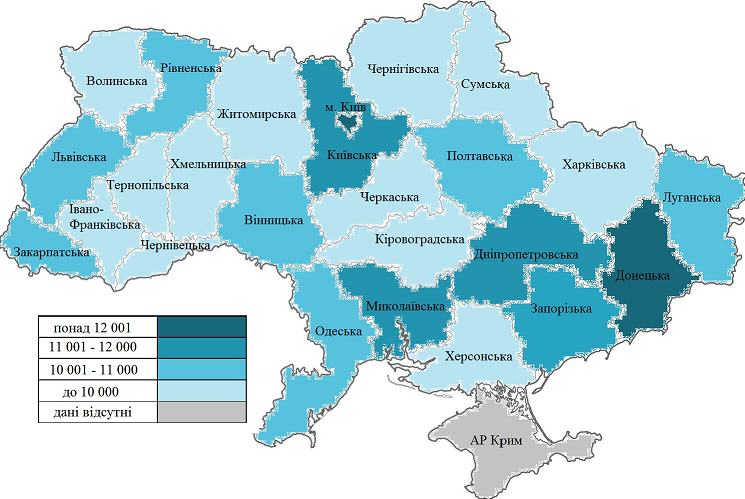 Чернігівська
Рівненська
Волинська
Сумська
м. Київ
Житомирська
Львівська
Київська
Полтавська
Хмельницька
Харківська
Тернопільська
Черкаська
Луганська
Івано-
Франківська
Вінницька
Кіровоградська
Чернівецька
Закарпатська
Дніпропетровська
Донецька
Миколаївська
Запорізька
Одеська
Херсонська
понад 12 001
11 001 - 12 000
10 001 - 11 000
до 10 000
дані відсутні
АР Крим